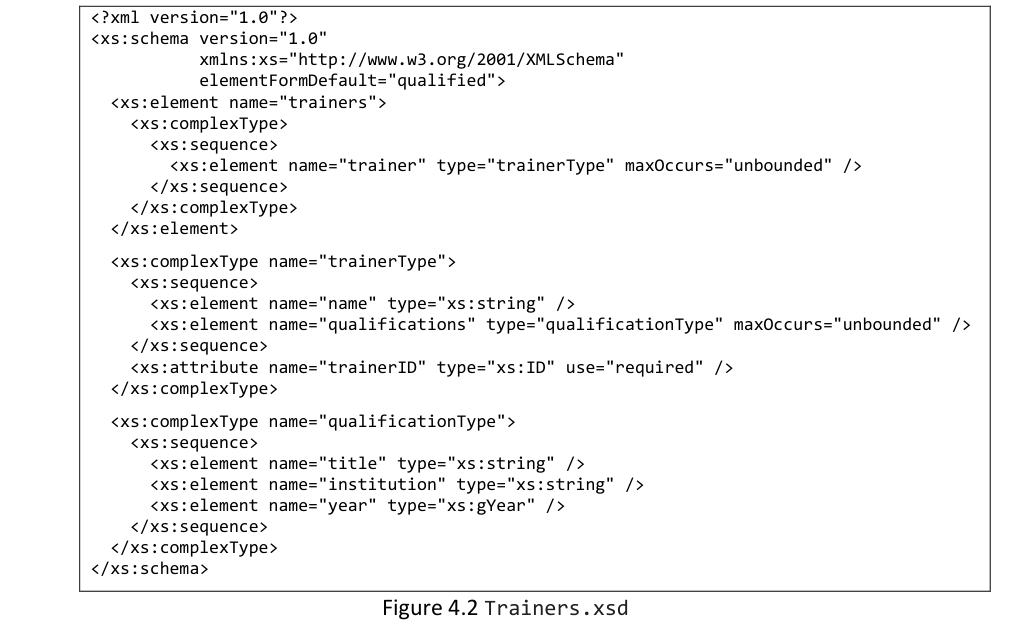 <?xml version="1.0"?>
<xs:schema version="1.0"
           xmlns:xs="http://www.w3.org/2001/XMLSchema"
           elementFormDefault="qualified">
  <xs:element name="trainers">
    <xs:complexType>
      <xs:sequence>
        <xs:element name="trainer" type="trainerType" maxOccurs="unbounded" />
      </xs:sequence>
    </xs:complexType>
  </xs:element>
  <xs:complexType name="trainerType">
    <xs:sequence>
      <xs:element name="name" type="xs:string" />
      <xs:element name="qualifications" type="qualificationType" maxOccurs="unbounded" />
    </xs:sequence>
    <xs:attribute name="trainerID" type="xs:ID" use="required" />
  </xs:complexType>
  <xs:complexType name="qualificationType">
    <xs:sequence>
      <xs:element name="title" type="xs:string" />
      <xs:element name="institution" type="xs:string" />
      <xs:element name="year" type="xs:gYear" />
    </xs:sequence>
  </xs:complexType>
</xs:schema>
Figure 4.2 Trainers.xsd